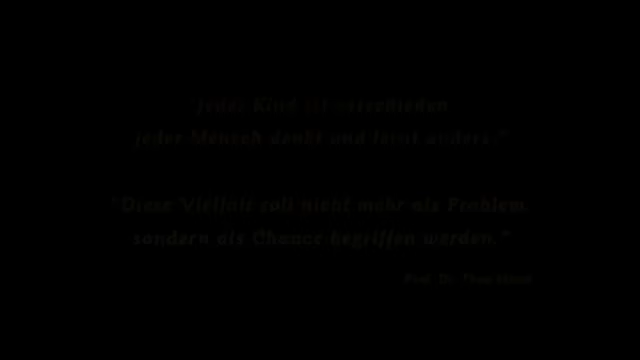 jedes Kind ist verschieden
jeder Mensch denkt und lernt anders."
"Diese Vielfalt soll nicht mehr als Problem,
sondern als Chance begriffen werden."
Prof. Dr.